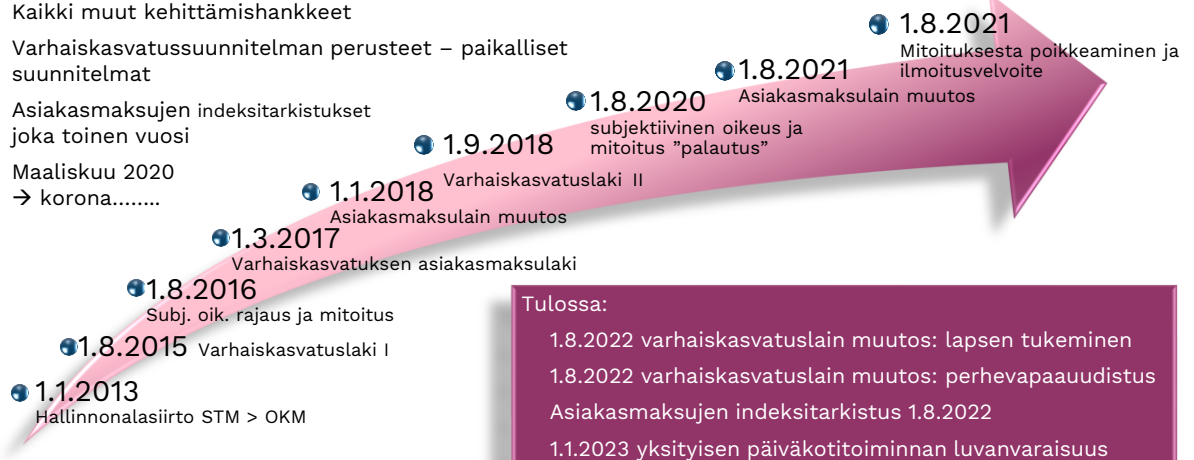 Kaikki muut kehittämishankkeet
Varhaiskasvatussuunnitelman perusteet – paikalliset
suunnitelmat
Asiakasmaksujen indeksitarkistukset
joka toinen vuosi
Maaliskuu 2020
→ korona……..
1.1.2013
Hallinnonalasiirto STM > OKM
1.8.2015 Varhaiskasvatuslaki I
1.8.2016
Subj. oik. rajaus ja mitoitus
1.3.2017
Varhaiskasvatuksen asiakasmaksulaki
1.1.2018
Asiakasmaksulain muutos
1.9.2018
Varhaiskasvatuslaki II
1.8.2020
subjektiivinen oikeus ja
mitoitus ”palautus”
1.8.2021
Asiakasmaksulain muutos
1.8.2021
Mitoituksesta poikkeaminen ja
ilmoitusvelvoite
Tulossa:
1.8.2022 varhaiskasvatuslain muutos: lapsen tukeminen
1.8.2022 varhaiskasvatuslain muutos: perhevapaauudistus
Asiakasmaksujen indeksitarkistus 1.8.2022
1.1.2023 yksityisen päiväkotitoiminnan luvanvaraisuus